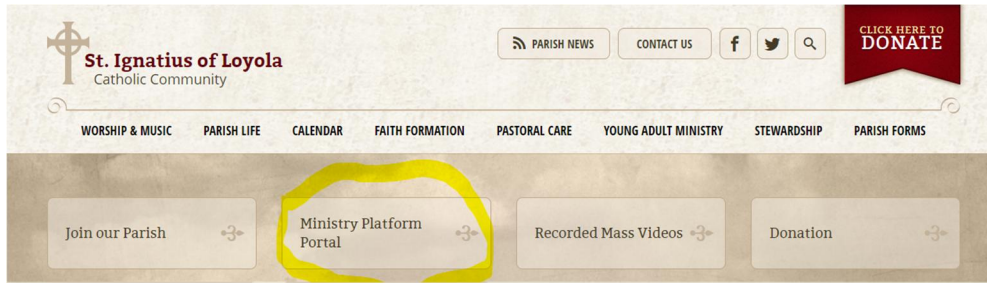 St. Ignatius of Loyola
Catholic Community
PARISH NEWS
CONTACT US
CLICK HERE TO
DONATE
WORSHIP & MUSIC
PARISH LIFE
CALENDAR
FAITH FORMATION
PASTORAL CARE
YOUNG ADULT MINISTRY
STEWARDSHIP
PARISH FORMS
Join our Parish
Ministry Platform
Portal
Recorded Mass Videos
Donation